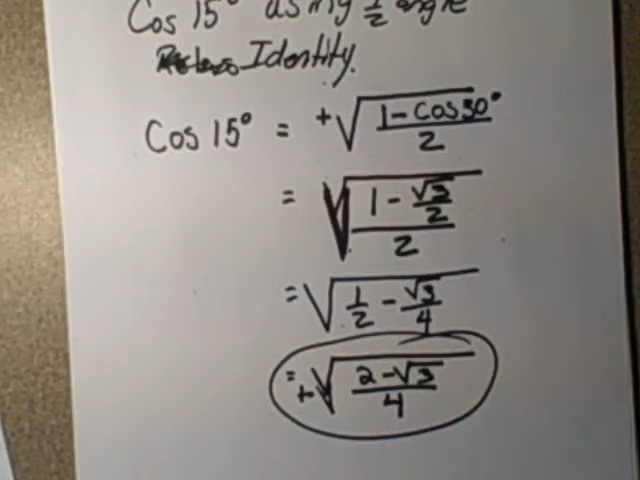 Cos 15° using 1/2 angle
Identity.
Cos 15° = +√((1 - cos 30°)/2)
= √((1 - √3/2)/2)
= √(1/2 - √3/4)
= +√((2 - √3)/4)